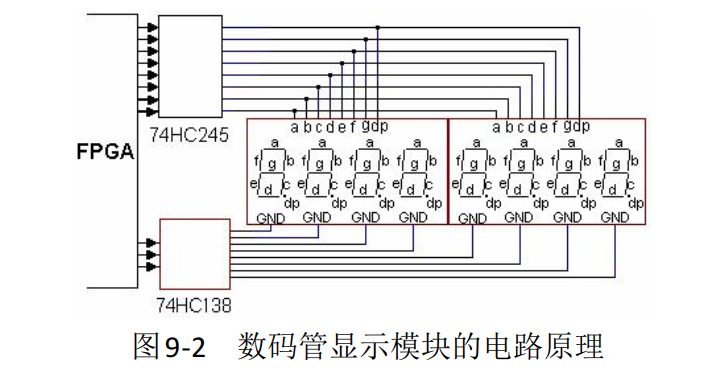 74HC245
FPGA
a b c d e f g dp
a b c d e f g dp
a
f g b
e d c
dp
GND
a
f g b
e d c
dp
GND
a
f g b
e d c
dp
GND
a
f g b
e d c
dp
GND
a
f g b
e d c
dp
GND
a
f g b
e d c
dp
GND
a
f g b
e d c
dp
GND
a
f g b
e d c
dp
GND
74HC138
图9-2 数码管显示模块的电路原理